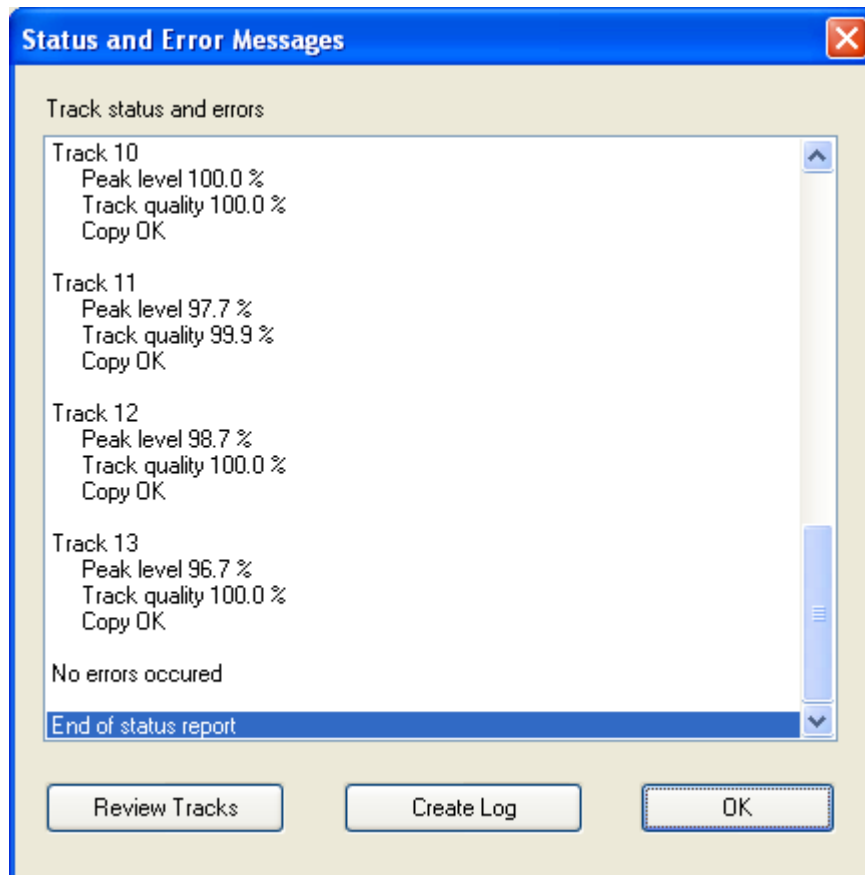 Status and Error Messages
Track status and errors
Track 10
Peak level 100.0 %
Track quality 100.0 %
Copy OK
Track 11
Peak level 97.7 %
Track quality 99.9 %
Copy OK
Track 12
Peak level 98.7 %
Track quality 100.0 %
Copy OK
Track 13
Peak level 96.7 %
Track quality 100.0 %
Copy OK
No errors occured
End of status report
Review Tracks
Create Log
OK